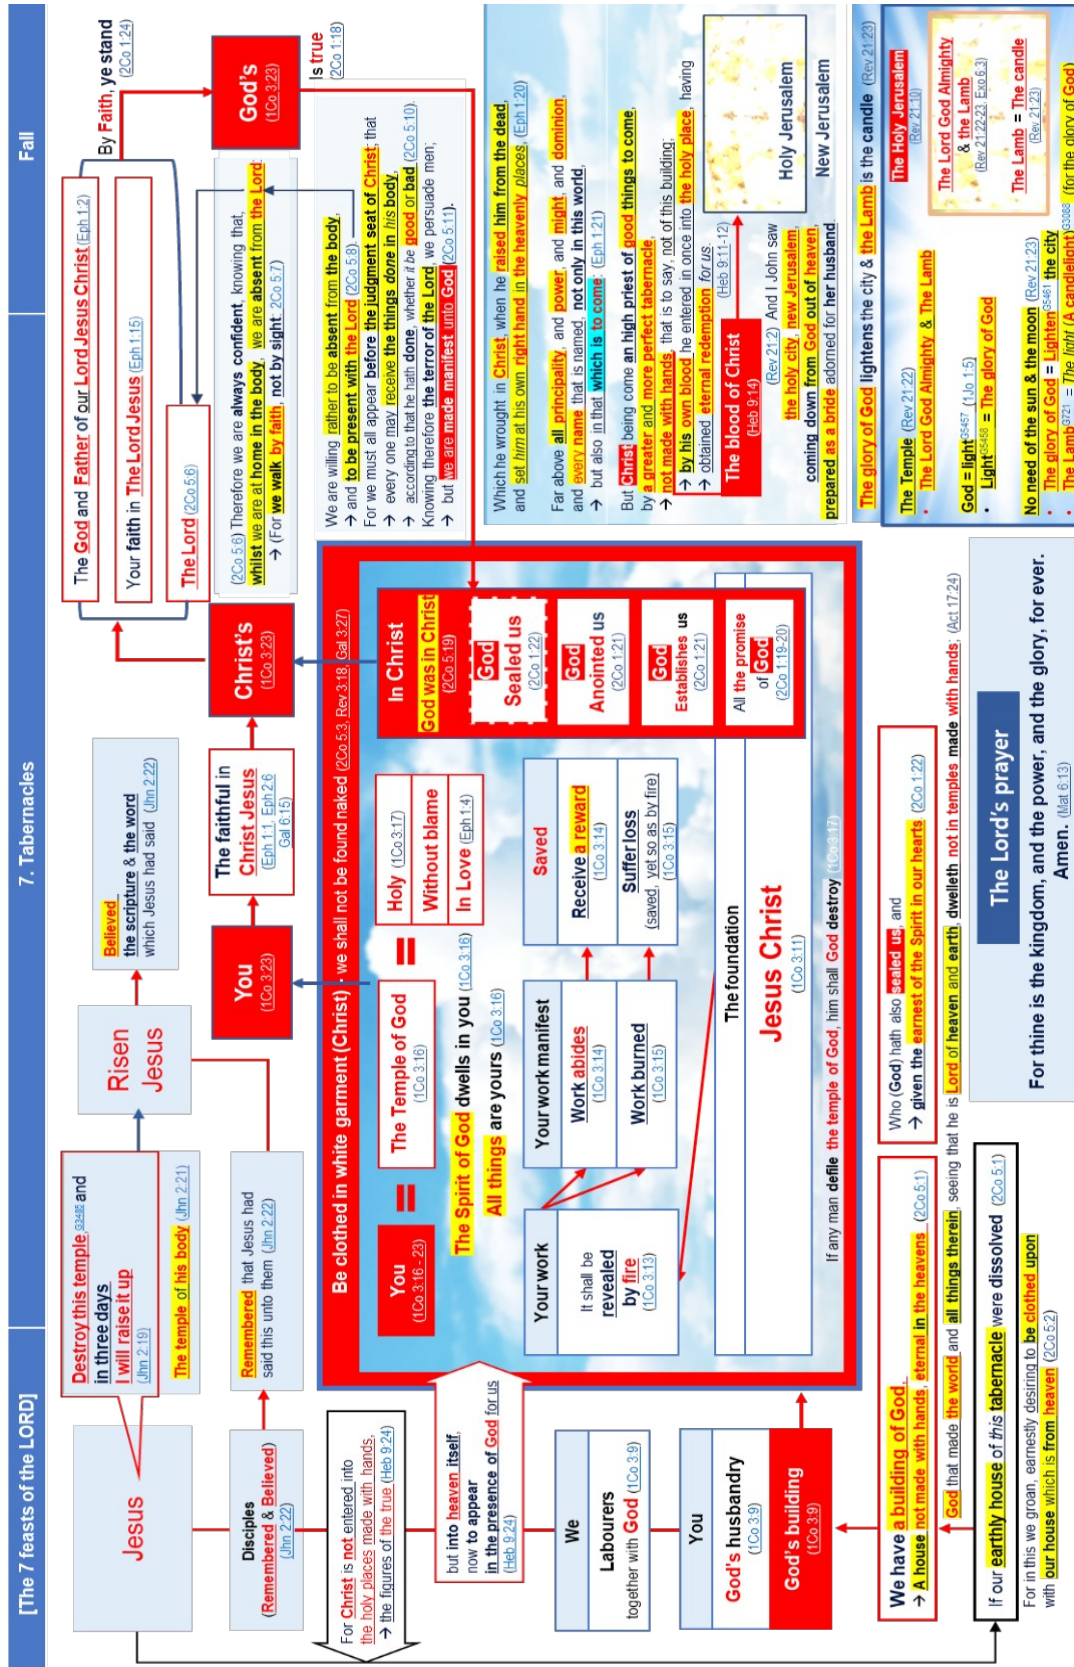 [The 7 feasts of the LORD]
7. Tabernacles
Fall
Jesus
Destroy this temple,G3485 and
in three days
I will raise it up
(Jhn 2:19)
The temple of his body (Jhn 2:21)
Risen
Jesus
Believed
the scripture & the word
which Jesus had said (Jhn 2:22)
Disciples
(Remembered & Believed)
(Jhn 2:22)
Remembered that Jesus had
said this unto them (Jhn 2:22)
You
(1Co 3:23)
The faithful in
Christ Jesus
(Eph 1:1, Eph 2:6
Gal 6:15)
Christ's
(1Co 3:23)
The God and Father of our Lord Jesus Christ (Eph 1:2)
Your faith in The Lord Jesus (Eph 1:15)
The Lord (2Co 5:6)
By Faith, ye stand
(2Co 1:24)
God's
(1Co 3:23)
Is true
(2Co 1:18)
(2Co 5:6) Therefore we are always confident, knowing that,
whilst we are at home in the body, we are absent from the Lord:
→ (For we walk by faith, not by sight: 2Co 5:7)
We are willing rather to be absent from the body,
→ and to be present with the Lord (2Co 5:8).
For we must all appear before the judgment seat of Christ; that
→ every one may receive the things done in his body,
→ according to that he hath done, whether it be good or bad (2Co 5:10).
Knowing therefore the terror of the Lord, we persuade men;
→ but we are made manifest unto God (2Co 5:11).
For Christ is not entered into
the holy places made with hands,
→ the figures of the true (Heb 9:24)
but into heaven itself,
now to appear
in the presence of God for us
(Heb 9:24)
We
Labourers
together with God (1Co 3:9)
You
God's husbandry
(1Co 3:9)
God's building
(1Co 3:9)
Be clothed in white garment (Christ) - we shall not be found naked (2Co 5:3, Rev 3:18, Gal 3:27)
You
(1Co 3:16 - 23)
=
The Temple of God
(1Co 3:16)
=
Holy (1Co 3:17)
Without blame
In Love (Eph 1:4)
The Spirit of God dwells in you (1Co 3:16)
All things are yours (1Co 3:16)
Your work
It shall be
revealed
by fire
(1Co 3:13)
Your work manifest
Work abides
(1Co 3:14)
Work burned
(1Co 3:15)
Saved
Receive a reward
(1Co 3:14)
Suffer loss
(saved, yet so as by fire)
(1Co 3:15)
The foundation
Jesus Christ
(1Co 3:11)
If any man defile the temple of God, him shall God destroy (1Co 3:17)
In Christ
God was in Christ
(2Co 5:19)
God
Sealed us
(2Co 1:22)
God
Anointed us
(2Co 1:21)
God
Establishes us
(2Co 1:21)
All the promise
of God
(2Co 1:19-20)
Which he wrought in Christ, when he raised him from the dead,
and set him at his own right hand in the heavenly places, (Eph 1:20)
Far above all principality, and power, and might, and dominion,
and every name that is named, not only in this world,
→ but also in that which is to come: (Eph 1:21)
But Christ being come an high priest of good things to come,
by a greater and more perfect tabernacle,
→ not made with hands, that is to say, not of this building;
→ by his own blood he entered in once into the holy place, having
→ obtained eternal redemption for us.
(Heb 9:11-12)
The blood of Christ
(Heb 9:14)
(Rev 21:2) And I John saw
the holy city, new Jerusalem,
coming down from God out of heaven,
prepared as a bride adorned for her husband.
Holy Jerusalem
New Jerusalem
We have a building of God,
→ A house not made with hands, eternal in the heavens (2Co 5:1)
Who (God) hath also sealed us, and
→ given the earnest of the Spirit in our hearts (2Co 1:22)
God that made the world and all things therein, seeing that he is Lord of heaven and earth, dwelleth not in temples made with hands; (Act 17:24)
If our earthly house of this tabernacle were dissolved (2Co 5:1)
For in this we groan, earnestly desiring to be clothed upon
with our house which is from heaven (2Co 5:2)
The Lord's prayer
For thine is the kingdom, and the power, and the glory, for ever.
Amen. (Mat 6:13)
The glory of God lightens the city & the Lamb is the candle (Rev 21:23)
The Temple (Rev 21:22)
• The Lord God Almighty & The Lamb
God = lightG5457 (1Jo 1:5)
• LightG5458 = The glory of God
No need of the sun & the moon (Rev 21:23)
• The glory of God = LightenG5461 the city
• The LambG721 = The light (A candlelight)G3088 (for the glory of God)
The Holy Jerusalem
(Rev 21:10)
The Lord God Almighty
& the Lamb
(Rev 21:22-23, Exo 6:3)
The Lamb = The candle
(Rev 21:23)